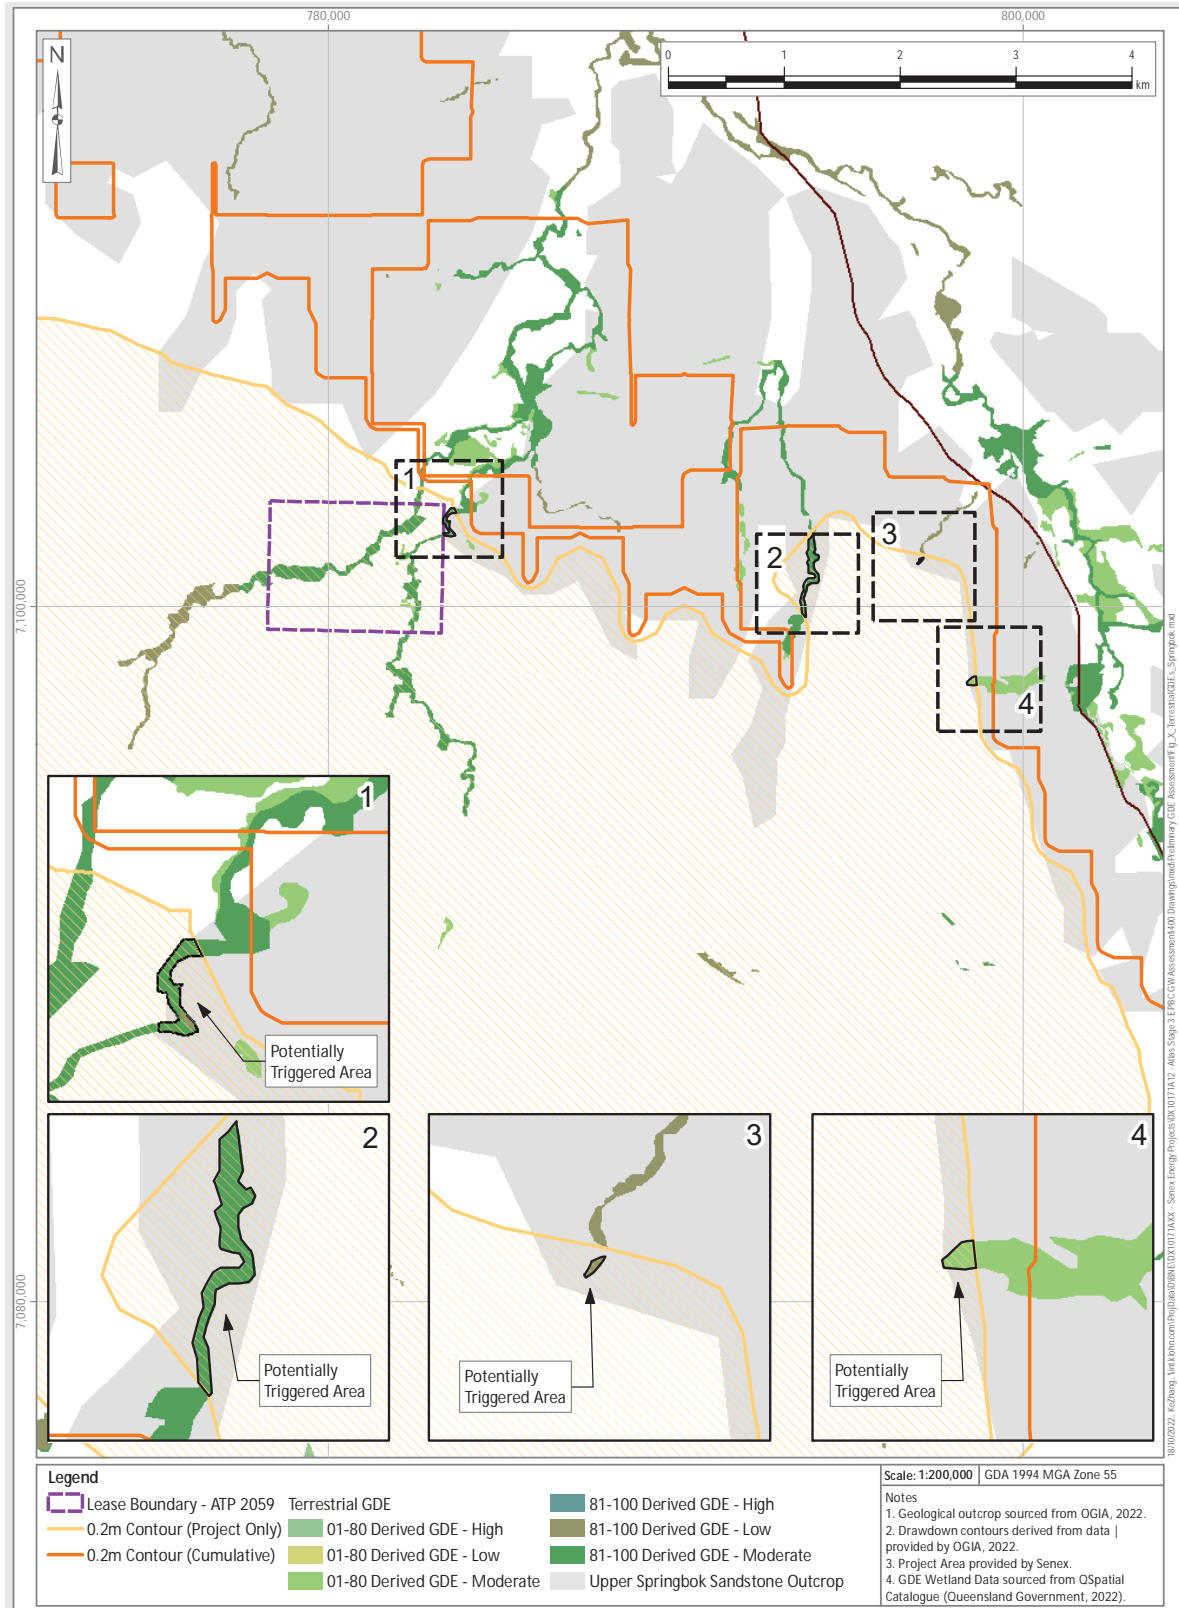 780,000
800,000
N
0 1 2 3 4
km
1
2
3
4
7,100,000
7,080,000
1
Potentially
Triggered Area
2
Potentially
Triggered Area
3
Potentially
Triggered Area
4
Potentially
Triggered Area
Legend
Lease Boundary - ATP 2059
0.2m Contour (Project Only)
0.2m Contour (Cumulative)
Terrestrial GDE
01-80 Derived GDE - High
01-80 Derived GDE - Low
01-80 Derived GDE - Moderate
81-100 Derived GDE - High
81-100 Derived GDE - Low
81-100 Derived GDE - Moderate
Upper Springbok Sandstone Outcrop
Scale: 1:200,000
GDA 1994 MGA Zone 55
Notes
1. Geological outcrop sourced from OGIA, 2022.
2. Drawdown contours derived from data |
provided by OGIA, 2022.
3. Project Area provided by Senex.
4. GDE Wetland Data sourced from QSpatial
Catalogue (Queensland Government, 2022).